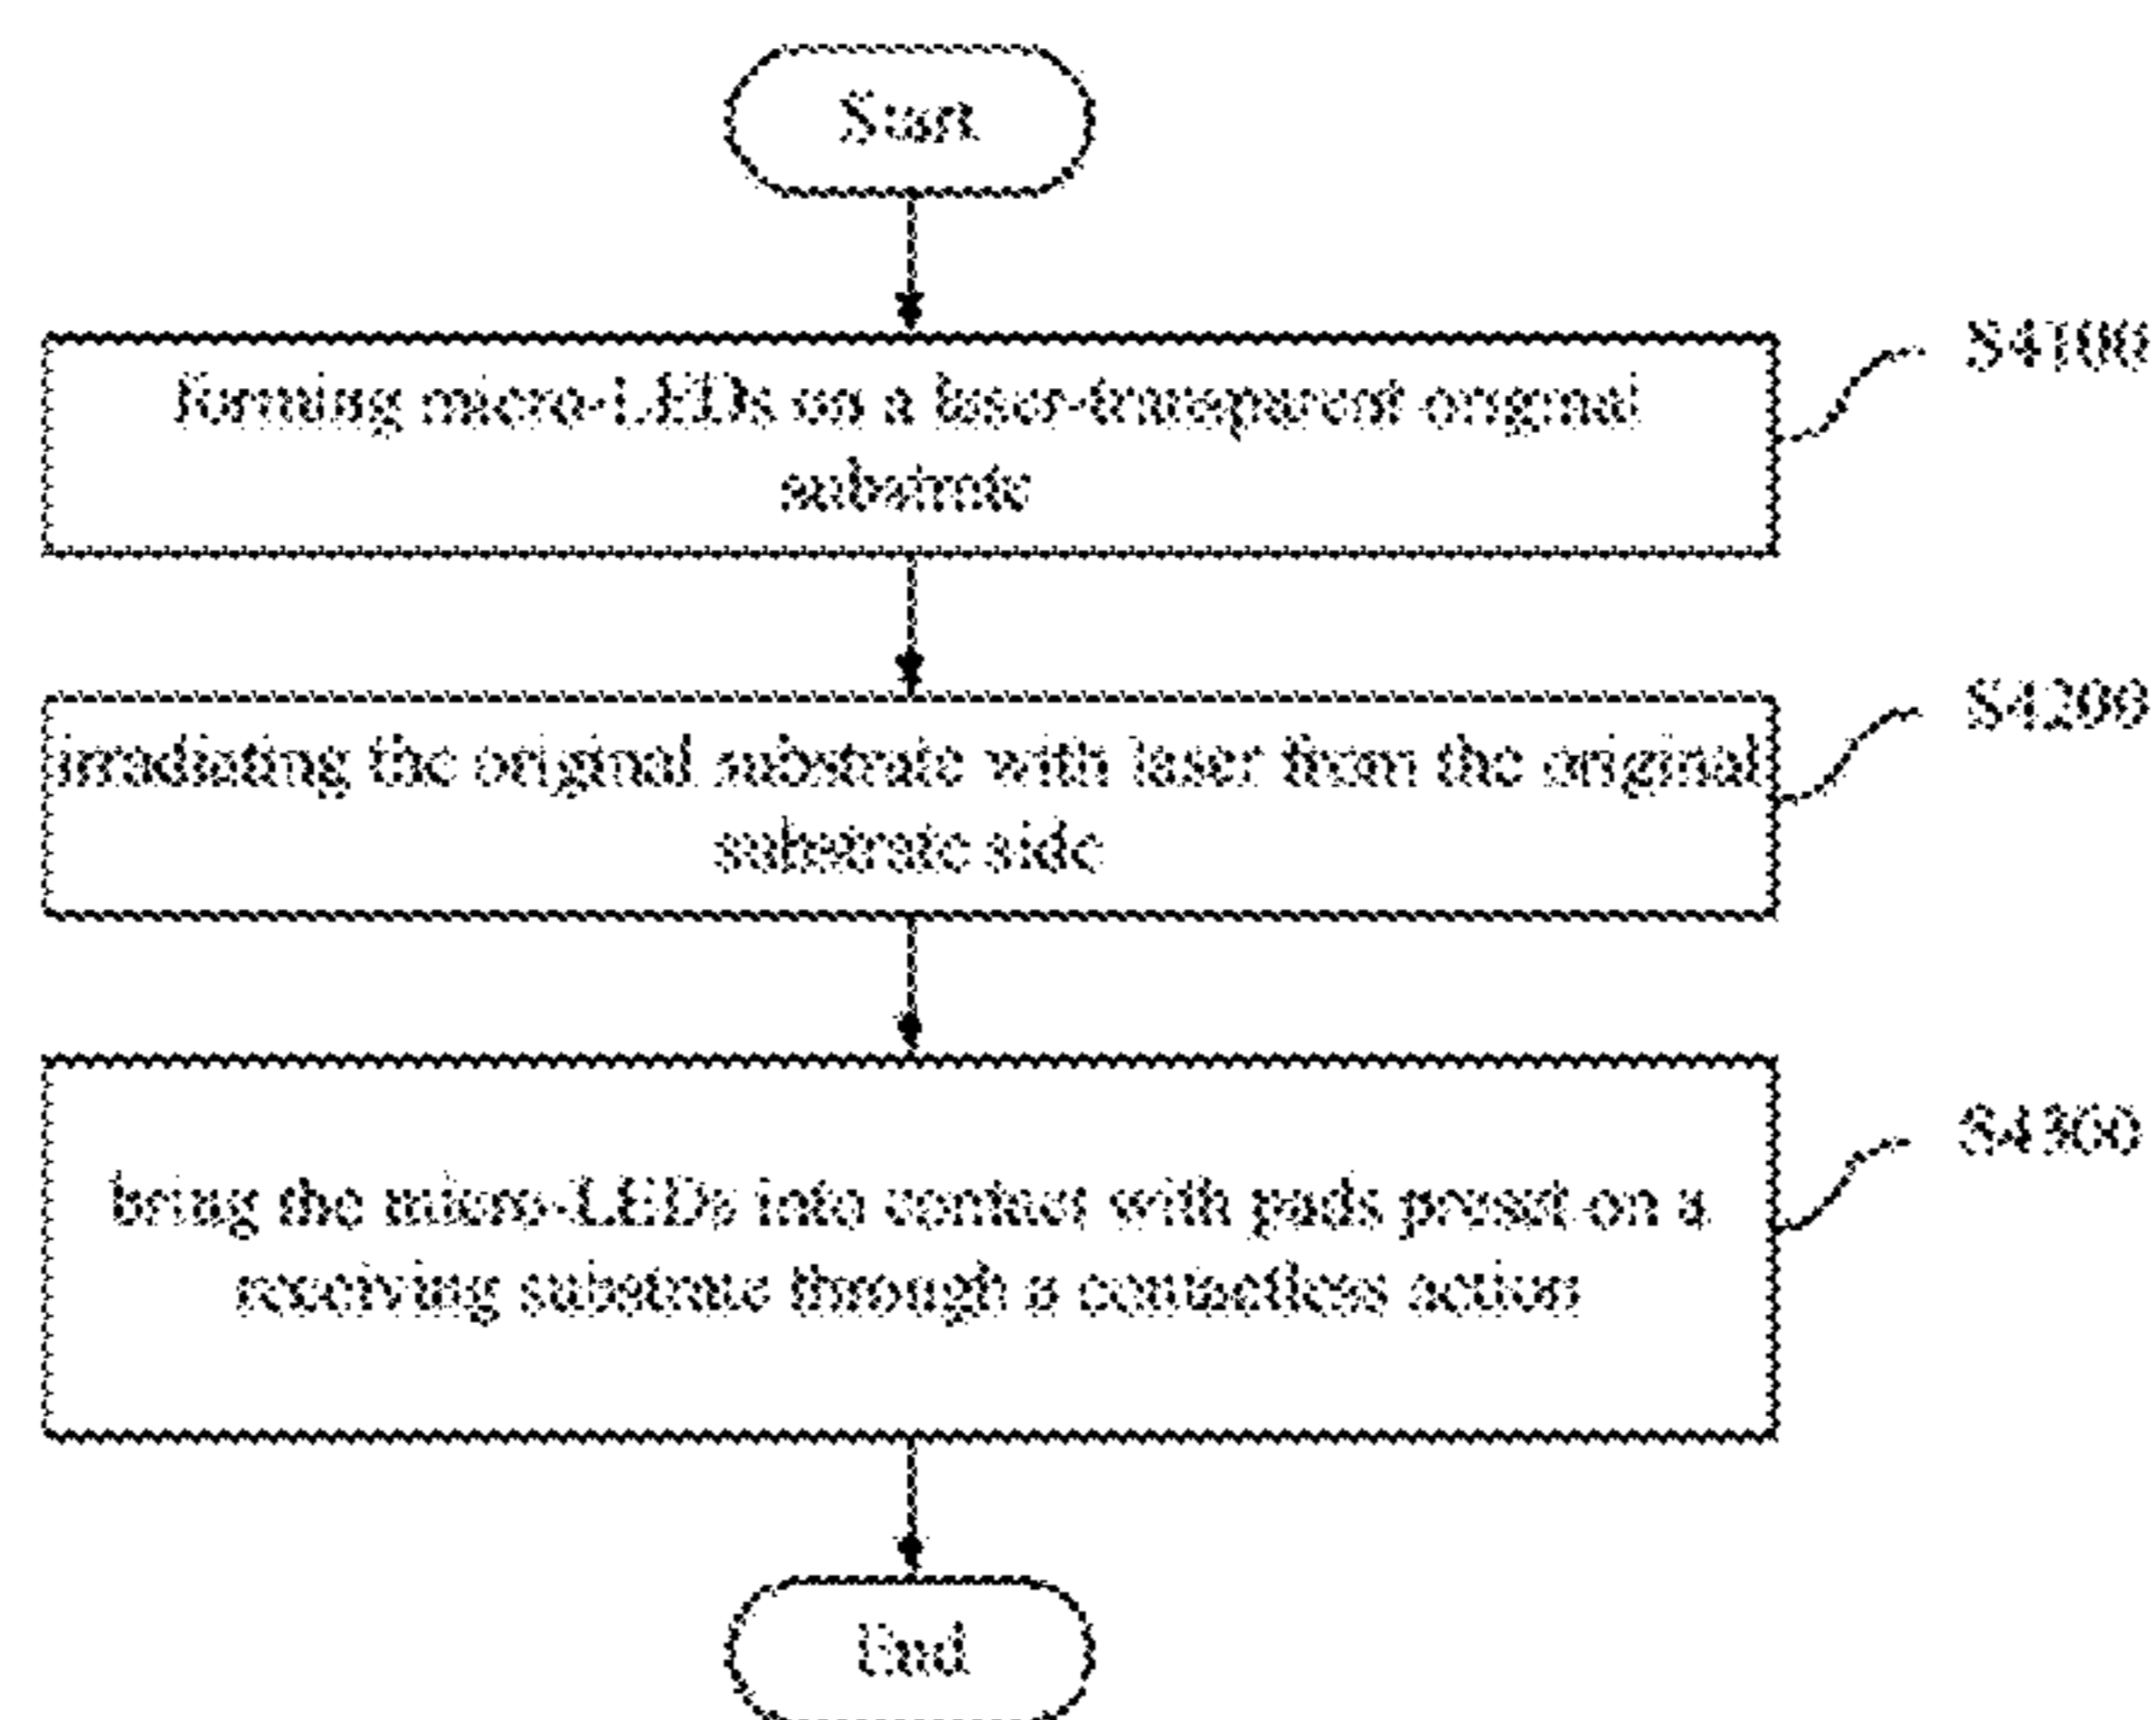 Start
forming micro-LEDs on a laser-transparent original
substrate
S4100
irradiating the original substrate with laser from the original
substrate side
S4200
bring the micro-LEDs into contact with pads preset on a
receiving substrate through a contactless action
S4300
End